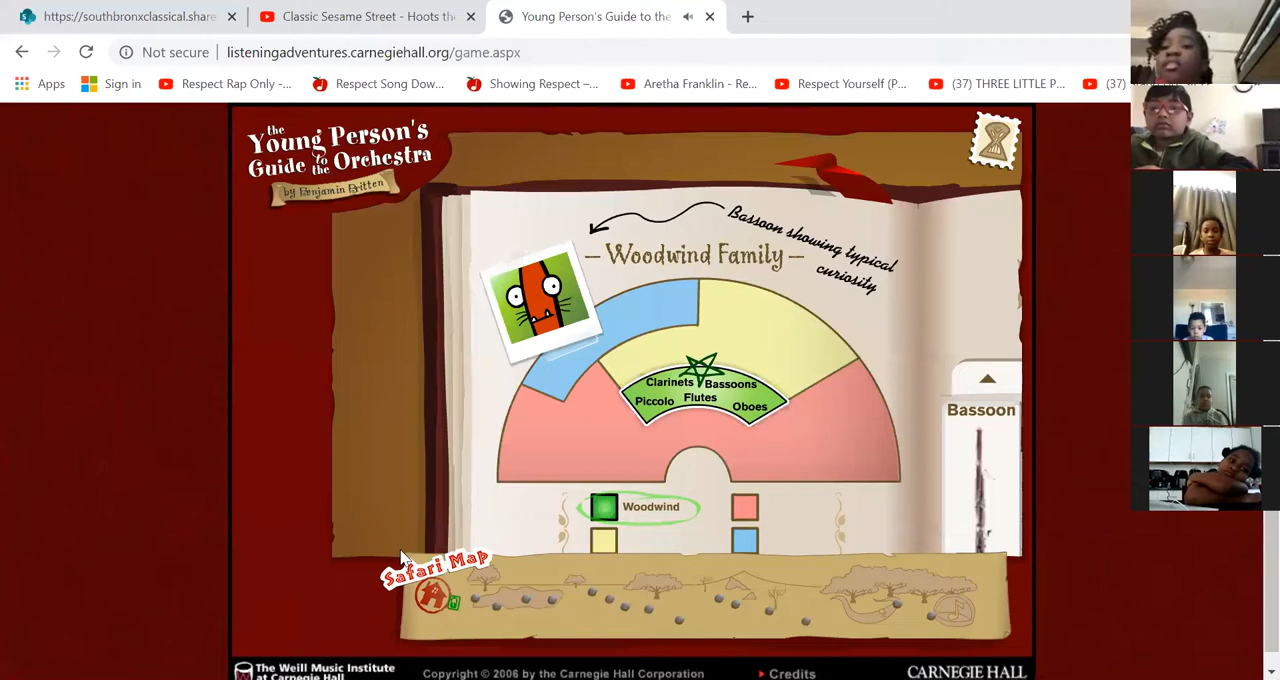 https://southbronxclassical.share
Classic Sesame Street - Hoots the
Young Person's Guide to the
Not secure
listeningadventures.carnegiehall.org/game.aspx
Apps
Sign in
Respect Rap Only -...
Respect Song Dow...
Showing Respect –...
Aretha Franklin - Re...
Respect Yourself (P...
(37) THREE LITTLE P...
(37)
the
Young Person's
Guide to the Orchestra
by Benjamin Britten
Bassoon showing typical
curiosity
– Woodwind Family –
Clarinets
Bassoons
Piccolo
Flutes
Oboes
Bassoon
Woodwind
Safari Map
The Weill Music Institute
at Carnegie Hall
Copyright © 2006 by the Carnegie Hall Corporation
Credits
CARNEGIE HALL